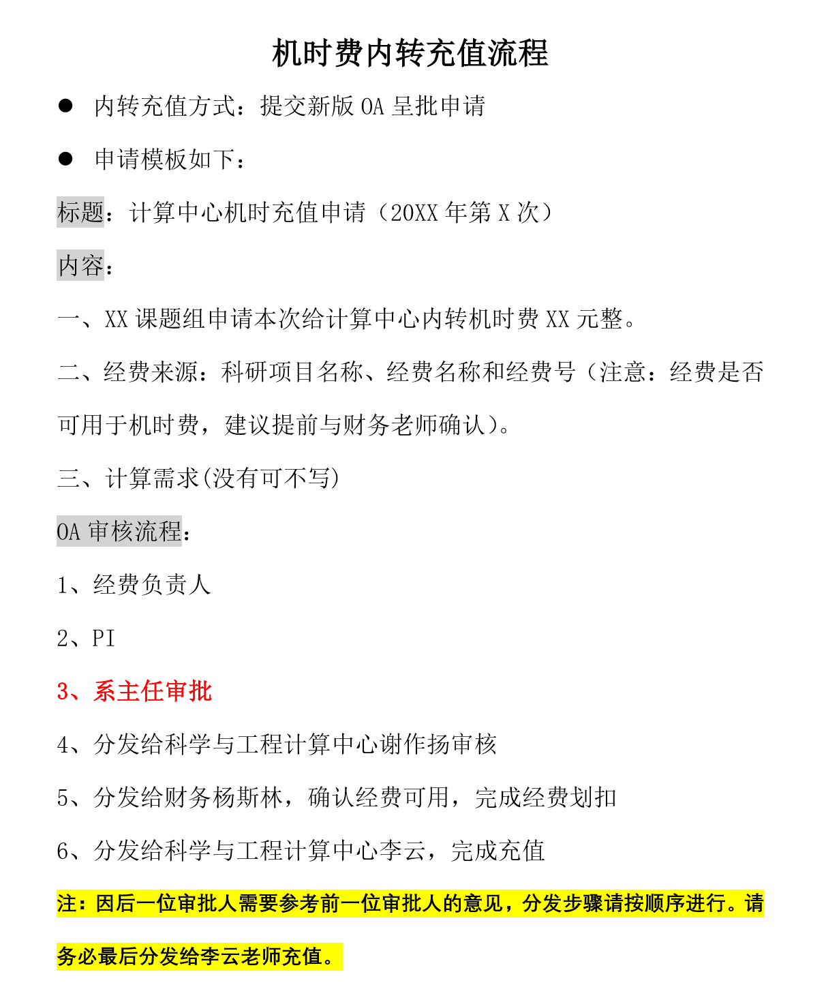 机时费内转充值流程
● 内转充值方式：提交新版 OA 呈批申请
● 申请模板如下：
标题：计算中心机时充值申请（20XX 年第 X 次）
内容：
一、XX 课题组申请本次给计算中心内转机时费 XX 元整。
二、经费来源：科研项目名称、经费名称和经费号（注意：经费是否
可用于机时费，建议提前与财务老师确认）。
三、计算需求(没有可不写)
OA 审核流程：
1、经费负责人
2、PI
3、系主任审批
4、分发给科学与工程计算中心谢作扬审核
5、分发给财务杨斯林，确认经费可用，完成经费划扣
6、分发给科学与工程计算中心李云，完成充值
注：因后一位审批人需要参考前一位审批人的意见，分发步骤请按顺序进行。请
务必最后分发给李云老师充值。